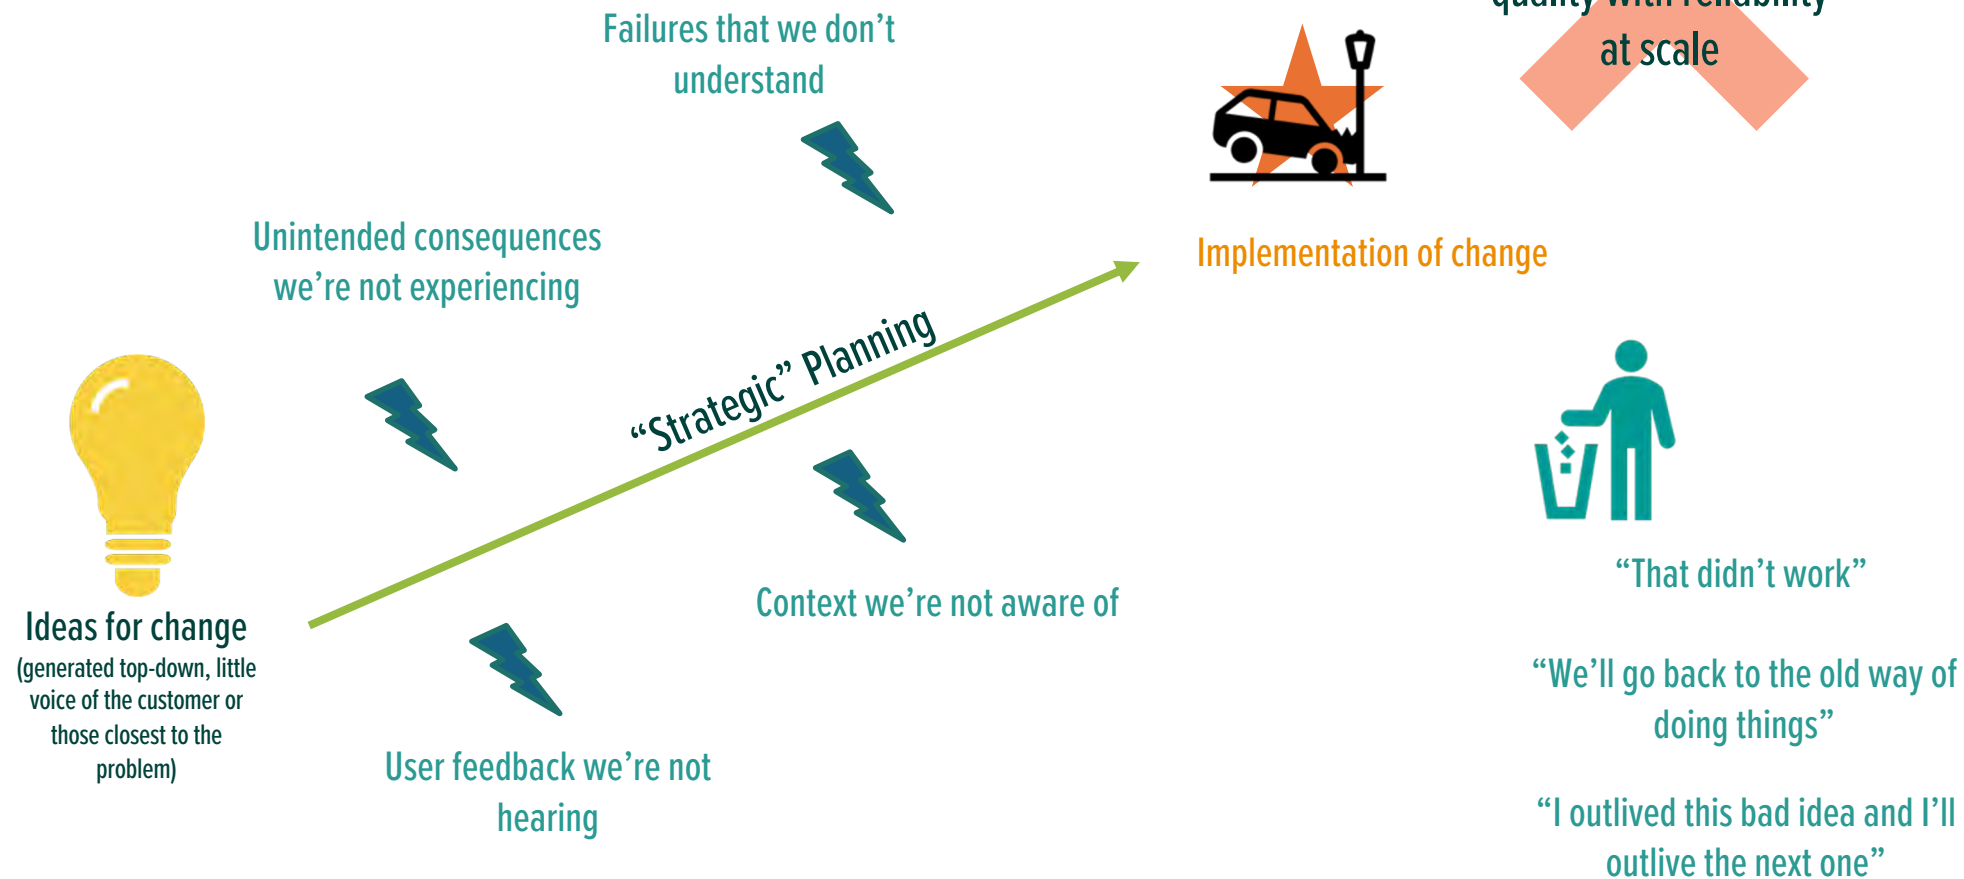 Failures that we don’t
understand
quality with reliability
at scale
Unintended consequences
we’re not experiencing
Implementation of change
“Strategic” Planning
Ideas for change
(generated top-down, little
voice of the customer or
those closest to the
problem)
Context we’re not aware of
User feedback we’re not
hearing
“That didn’t work”
“We’ll go back to the old way of
doing things”
“I outlived this bad idea and I’ll
outlive the next one”